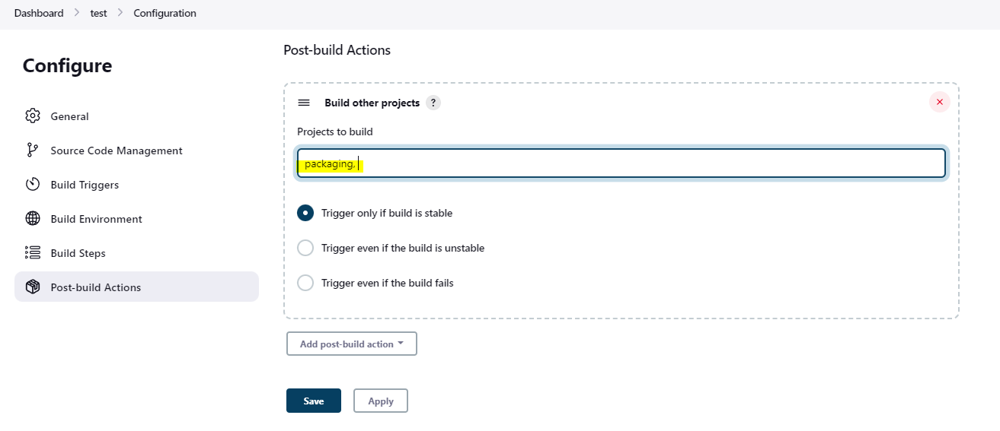 Dashboard > test > Configuration
Configure
General
Source Code Management
Build Triggers
Build Environment
Build Steps
Post-build Actions
Post-build Actions
Build other projects ?
Projects to build
packaging,
Trigger only if build is stable
Trigger even if the build is unstable
Trigger even if the build fails
Add post-build action
Save
Apply